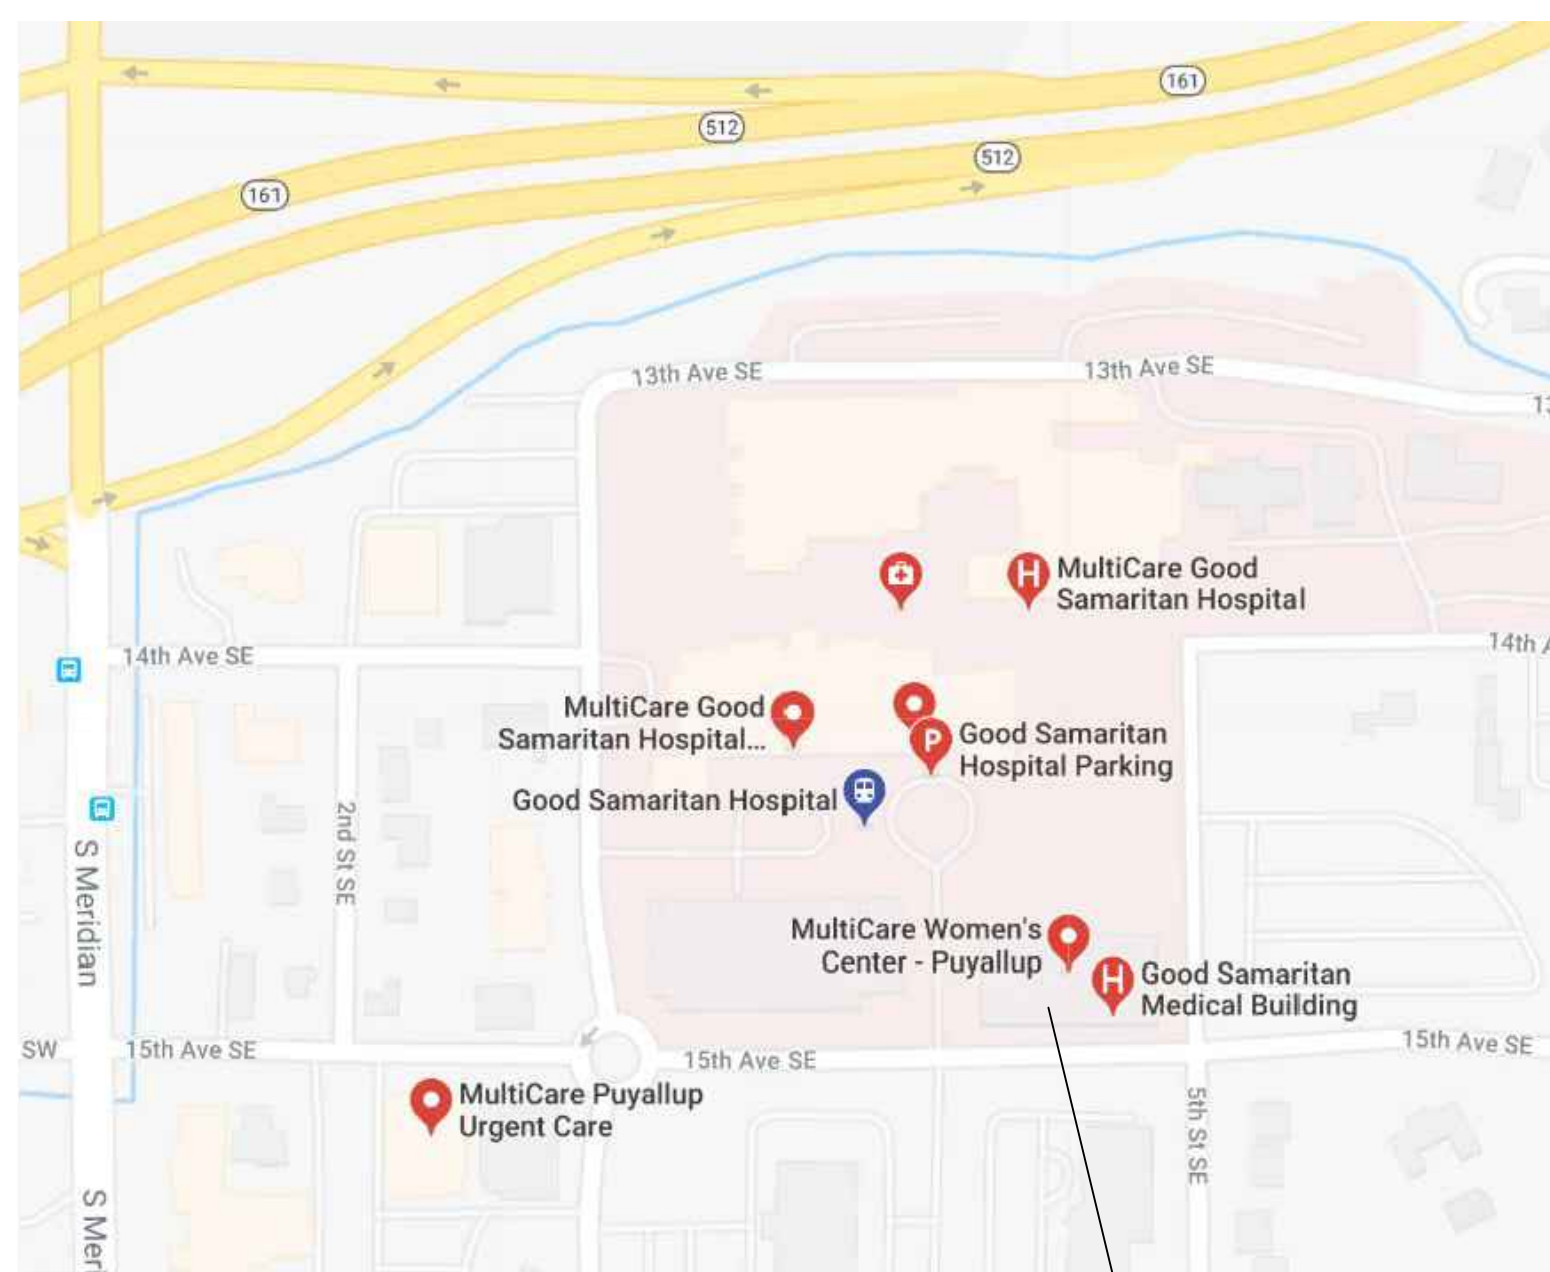 161
512
512
161
13th Ave SE
13th Ave SE
13
H
MultiCare Good
Samaritan Hospital
14th Ave SE
14th A
MultiCare Good
Samaritan Hospital...
P
Good Samaritan
Hospital Parking
Good Samaritan Hospital
2nd St SE
S Meridian
MultiCare Women's
Center - Puyallup
H
Good Samaritan
Medical Building
SW
15th Ave SE
15th Ave SE
15th Ave SE
MultiCare Puyallup
Urgent Care
5th St SE
S Meri